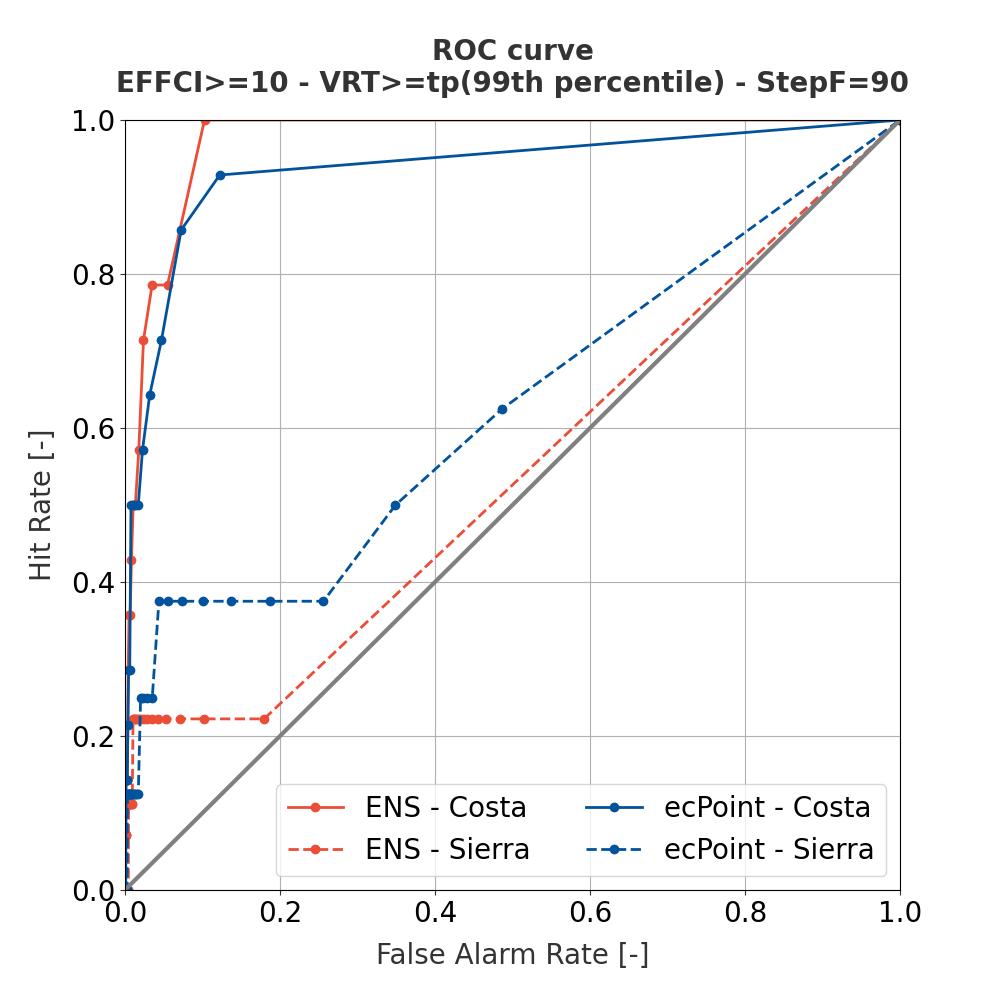 ROC curve
EFFCI>=10 - VRT>=tp(99th percentile) - StepF=90
1.0
0.8
0.6
0.4
0.2
0.0
Hit Rate [-]
ENS - Costa
ecPoint - Costa
ENS - Sierra
ecPoint - Sierra
0.0 0.2 0.4 0.6 0.8 1.0
False Alarm Rate [-]